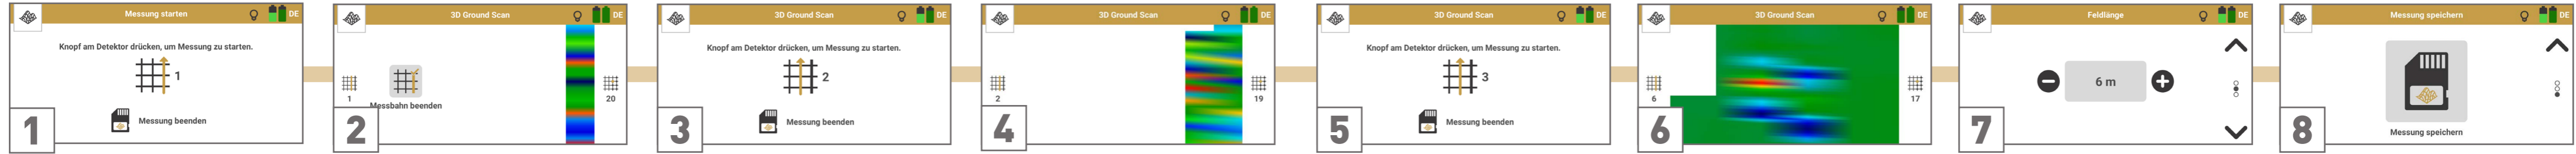 Messung starten
DE
Knopf am Detektor drücken, um Messung zu starten.
1
Messung beenden
1
3D Ground Scan
DE
1
Messbahn beenden
20
2
3D Ground Scan
DE
Knopf am Detektor drücken, um Messung zu starten.
2
Messung beenden
3
3D Ground Scan
DE
2
19
4
3D Ground Scan
DE
Knopf am Detektor drücken, um Messung zu starten.
3
Messung beenden
5
3D Ground Scan
DE
6
17
6
Feldlänge
DE
6 m
7
Messung speichern
DE
Messung speichern
8